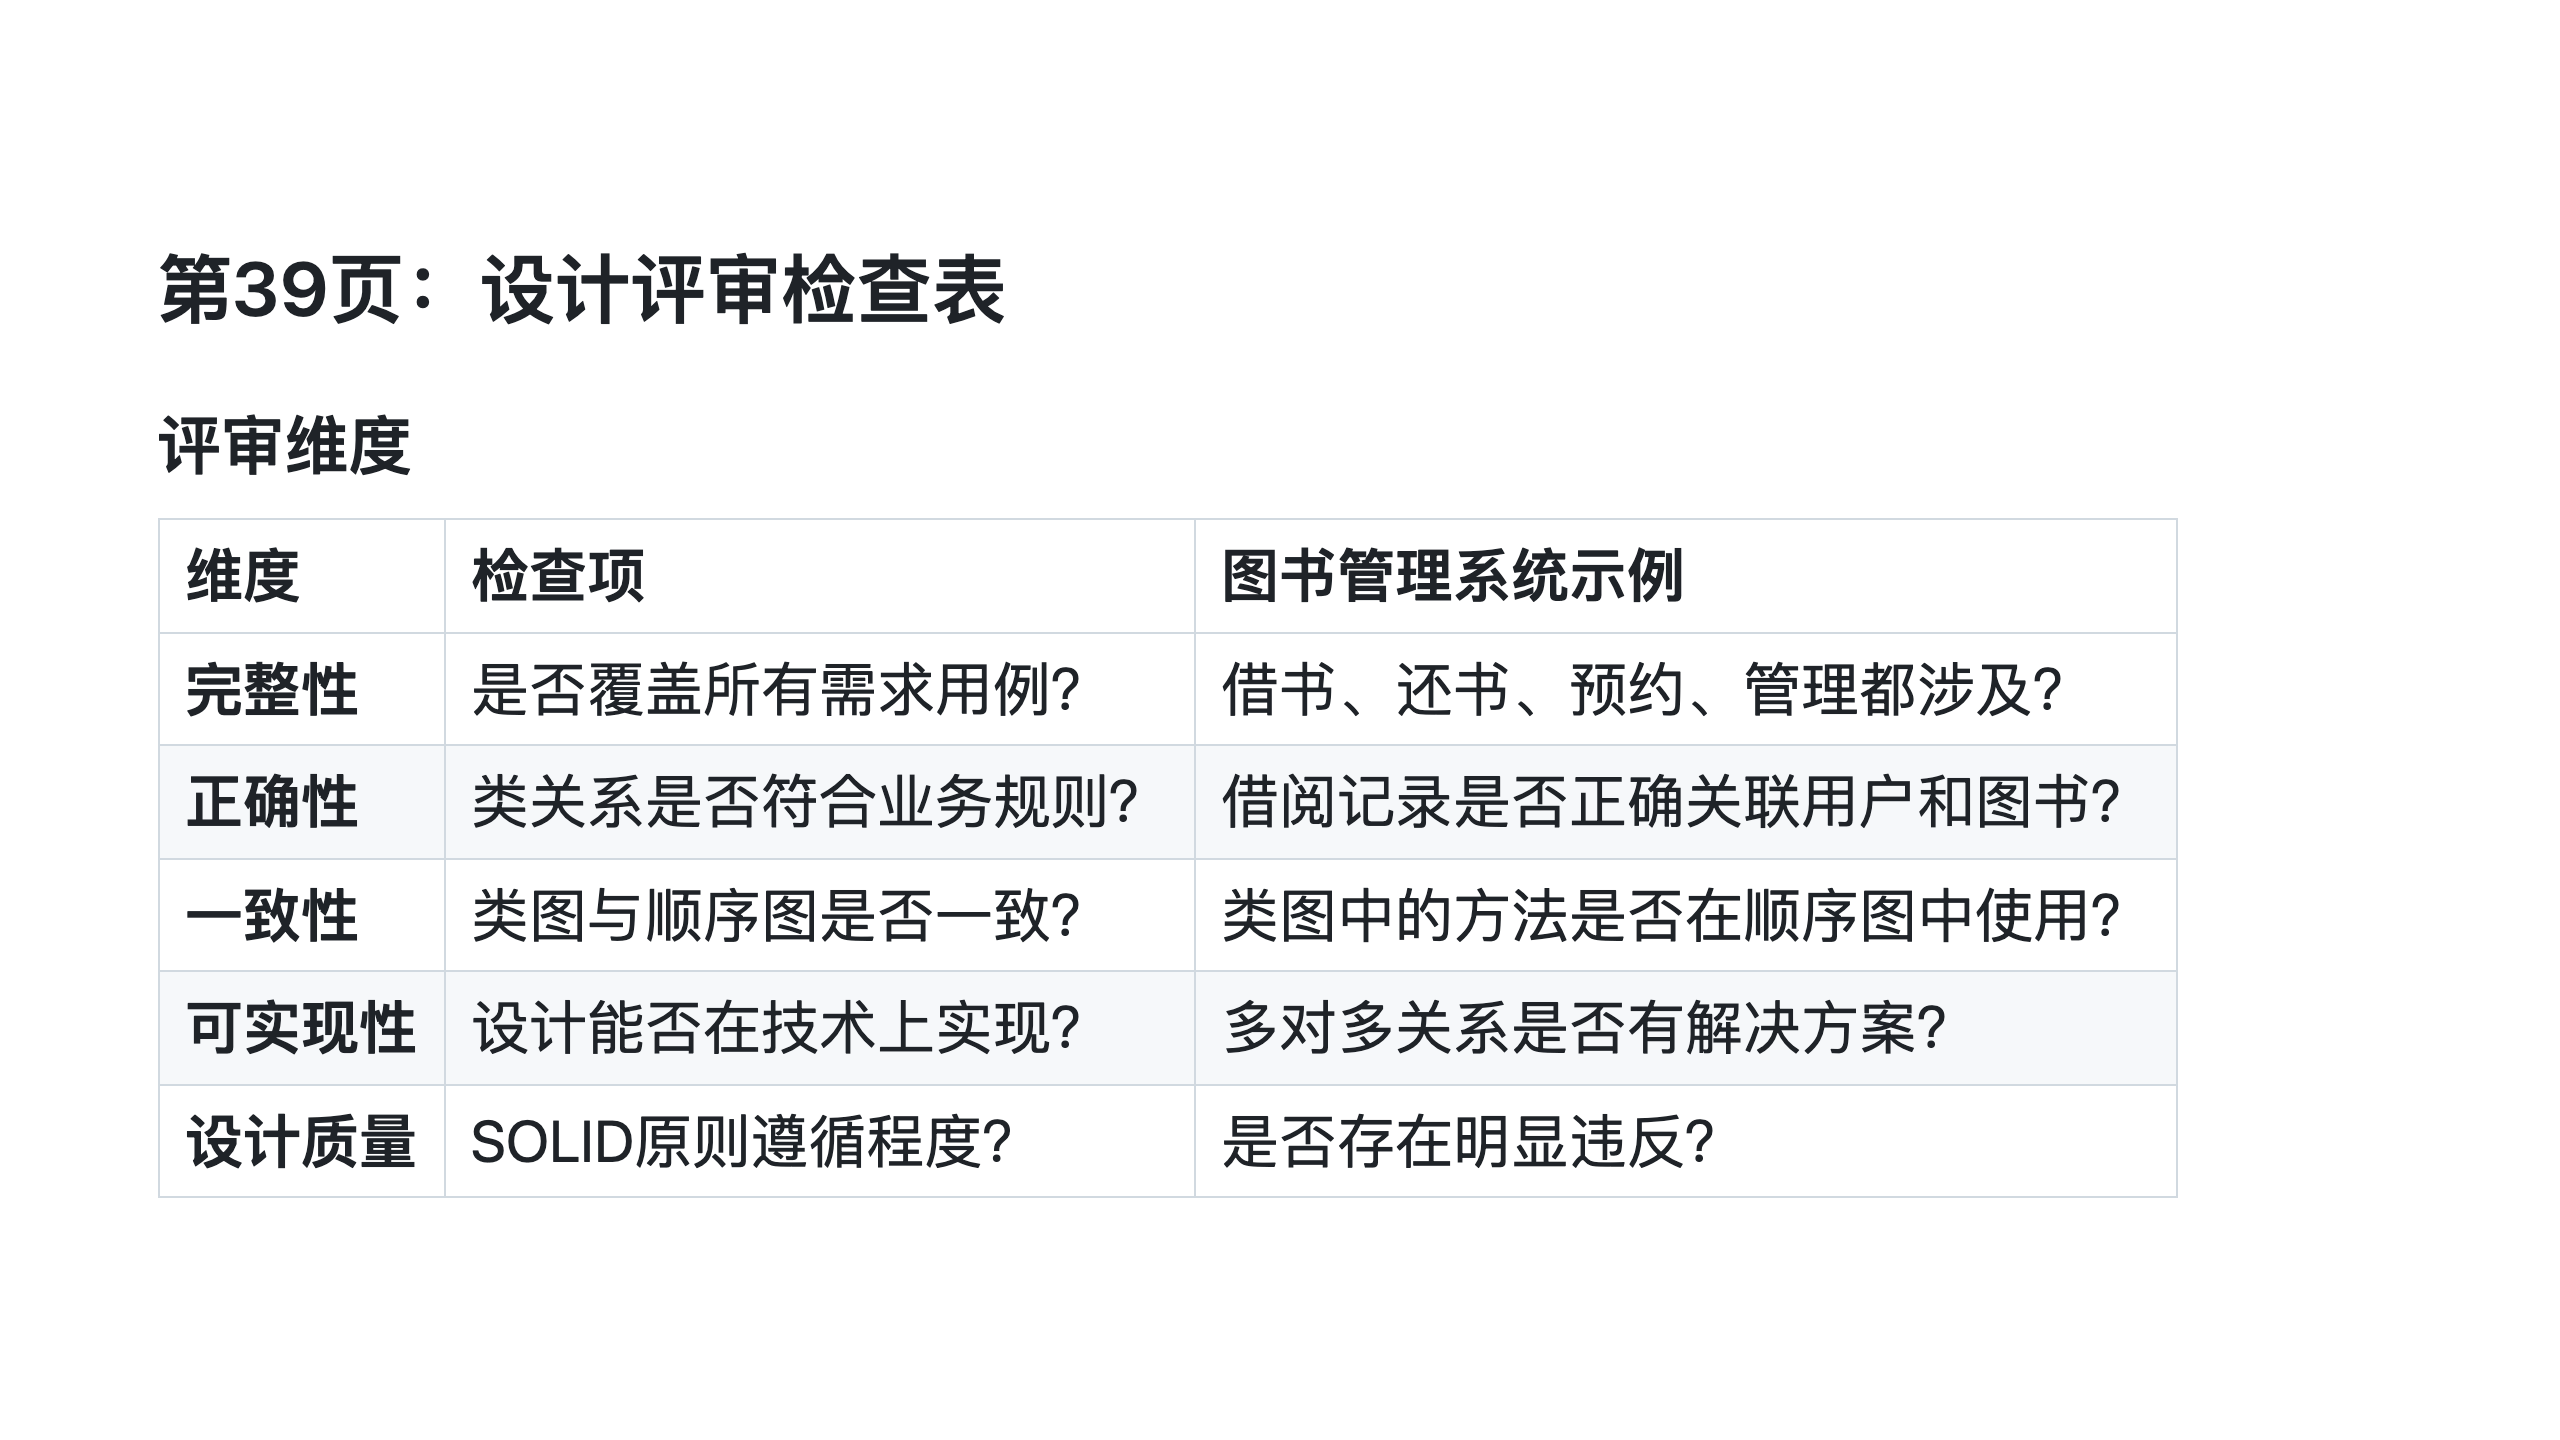 第39页：设计评审检查表
评审维度
维度 检查项 图书管理系统示例
完整性 是否覆盖所有需求用例? 借书、还书、预约、管理都涉及?
正确性 类关系是否符合业务规则? 借阅记录是否正确关联用户和图书?
一致性 类图与顺序图是否一致? 类图中的方法是否在顺序图中使用?
可实现性 设计能否在技术上实现? 多对多关系是否有解决方案?
设计质量 SOLID原则遵循程度? 是否存在明显违反?